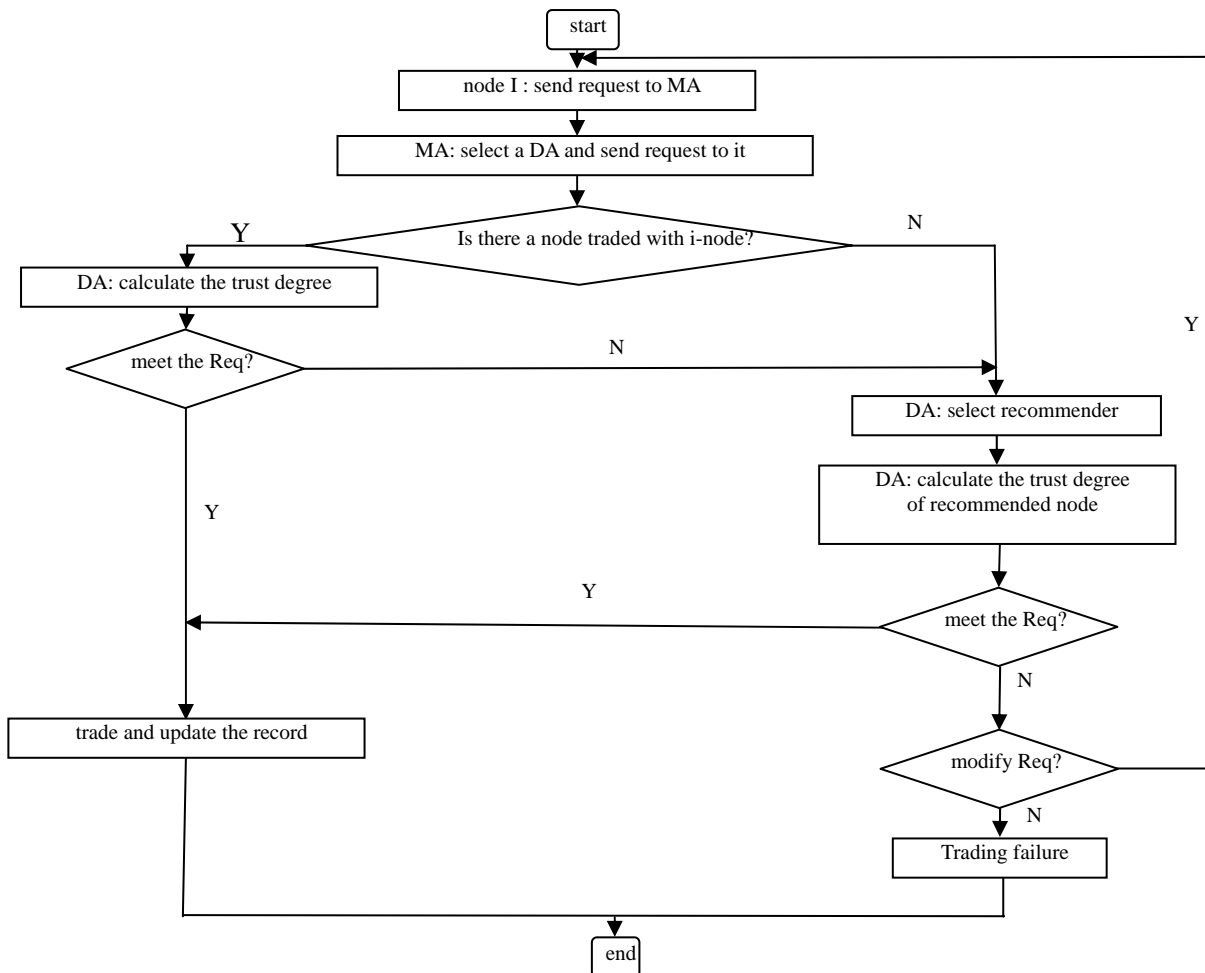 start
node I : send request to MA
MA: select a DA and send request to it
Is there a node traded with i-node?
Y
N
DA: calculate the trust degree
meet the Req?
N
Y
DA: select recommender
DA: calculate the trust degree
of recommended node
Y
Y
meet the Req?
N
trade and update the record
modify Req?
N
Trading failure
end